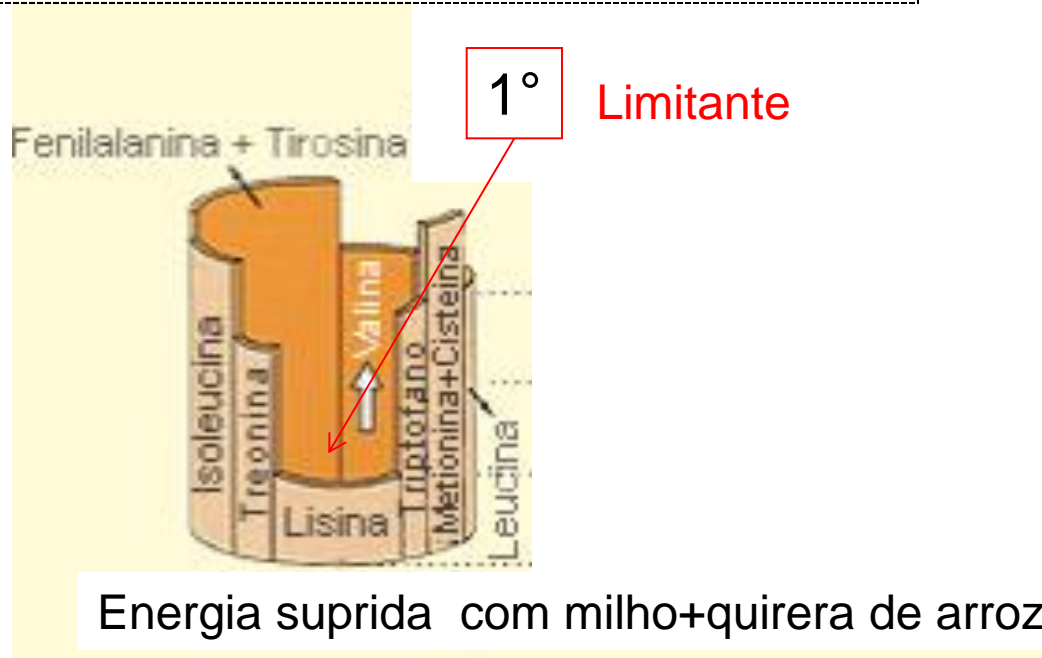 1°
Limitante
Fenilalanina + Tirosina
Isoleucina
Treonina
Lisina
Valina
Triptofano
Metionina+Cisteina
Leucina
Energia suprida com milho+quirera de arroz